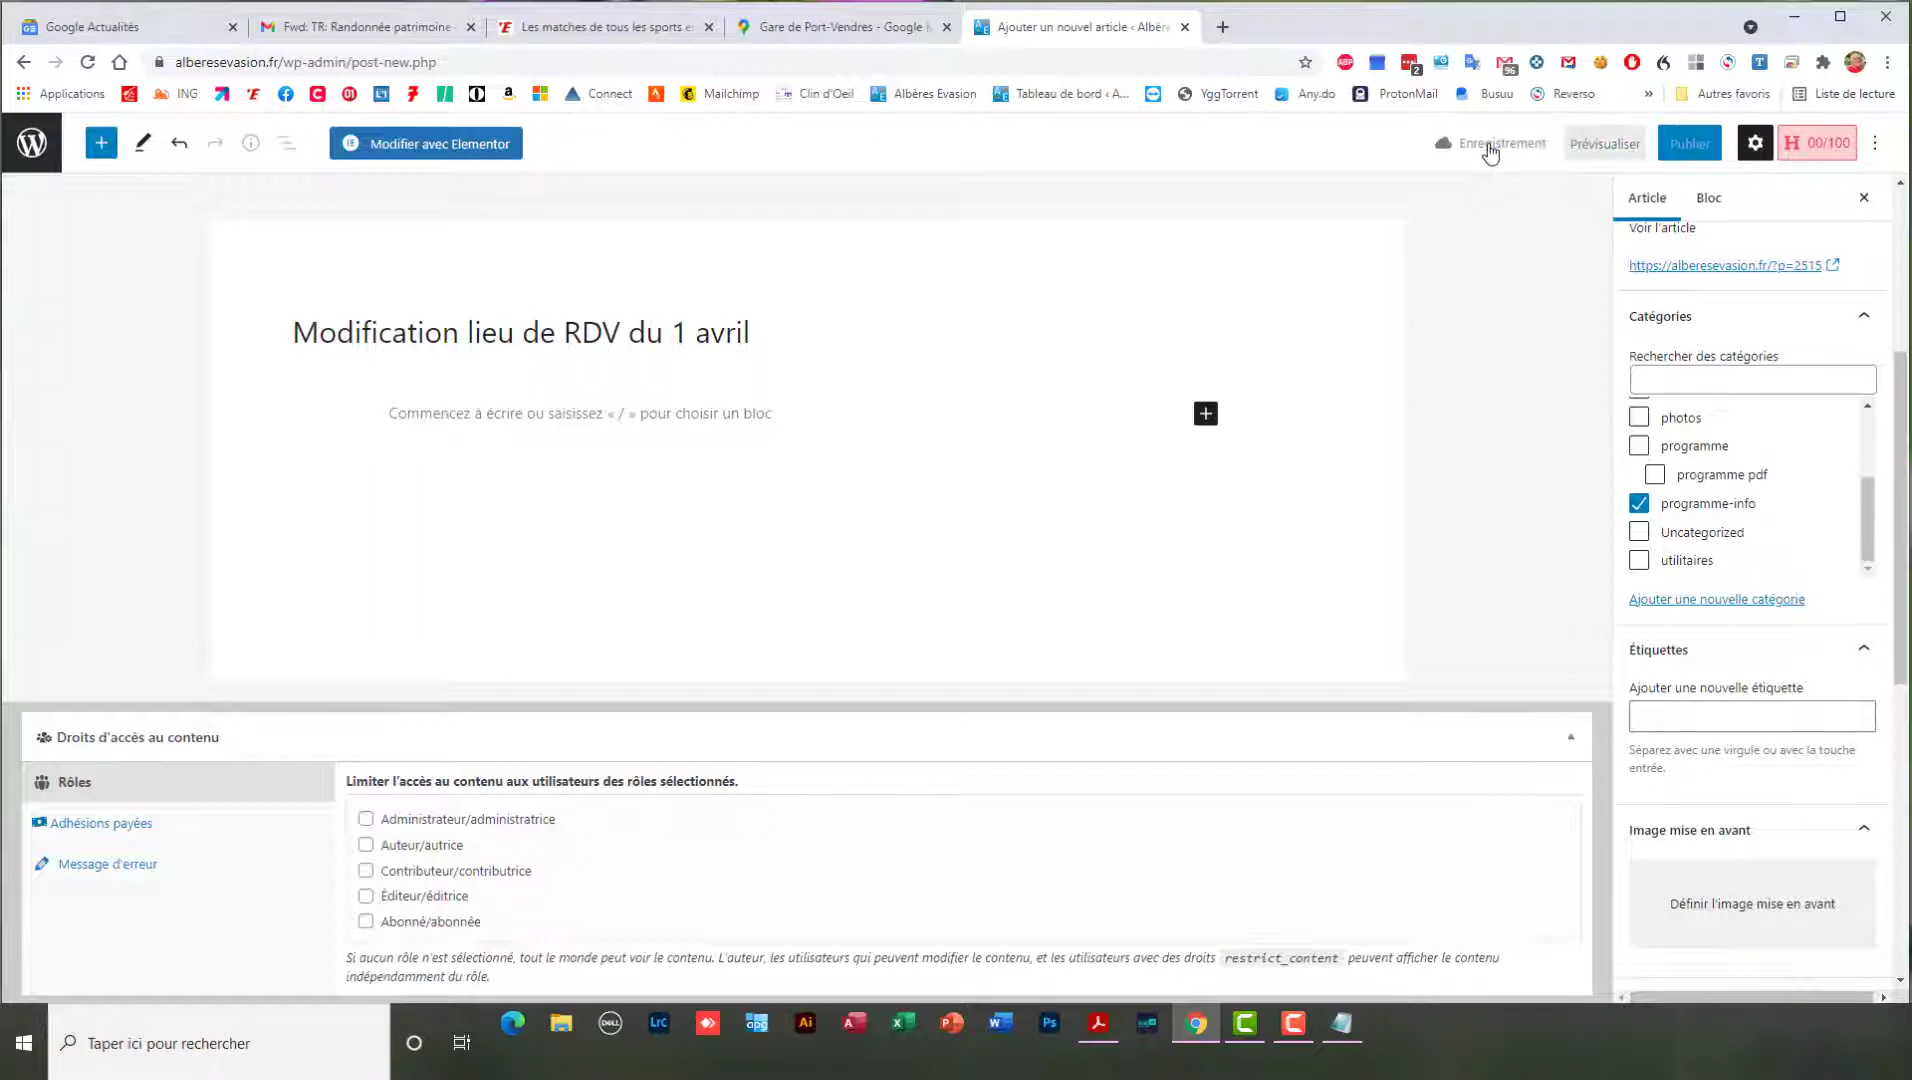 Google Actualités
Fwd: TR: Randonnée patrimoine
Les matches de tous les sports e
Gare de Port-Vendres - Google
Ajouter un nouvel article ‹ Albère
alberesevasion.fr/wp-admin/post-new.php
ABP
2
96
Applications
ING
Connect
Mailchimp
Clin d'Oeil
Albères Evasion
Tableau de bord ‹ A...
YggTorrent
Any.do
ProtonMail
Busuu
Reverso
»
Autres favoris
Liste de lecture
Modifier avec Elementor
Enregistrement
Prévisualiser
Publier
H 00/100
Article
Bloc
Voir l'article
https://alberesevasion.fr/?p=2515
Modification lieu de RDV du 1 avril
Commencez à écrire ou saisissez « / » pour choisir un bloc
Catégories
Rechercher des catégories
photos
programme
programme pdf
programme-info
Uncategorized
utilitaires
Ajouter une nouvelle catégorie
Étiquettes
Ajouter une nouvelle étiquette
Séparez avec une virgule ou avec la touche
entrée.
Image mise en avant
Définir l'image mise en avant
Droits d'accès au contenu
Rôles
Adhésions payées
Message d'erreur
Limiter l'accès au contenu aux utilisateurs des rôles sélectionnés.
Administrateur/administratrice
Auteur/autrice
Contributeur/contributrice
Éditeur/éditrice
Abonné/abonnée
Si aucun rôle n'est sélectionné, tout le monde peut voir le contenu. L'auteur, les utilisateurs qui peuvent modifier le contenu, et les utilisateurs avec des droits restrict_content peuvent afficher le contenu
indépendamment du rôle.
Taper ici pour rechercher
DELL
Lrc
apg
Ai
Ps